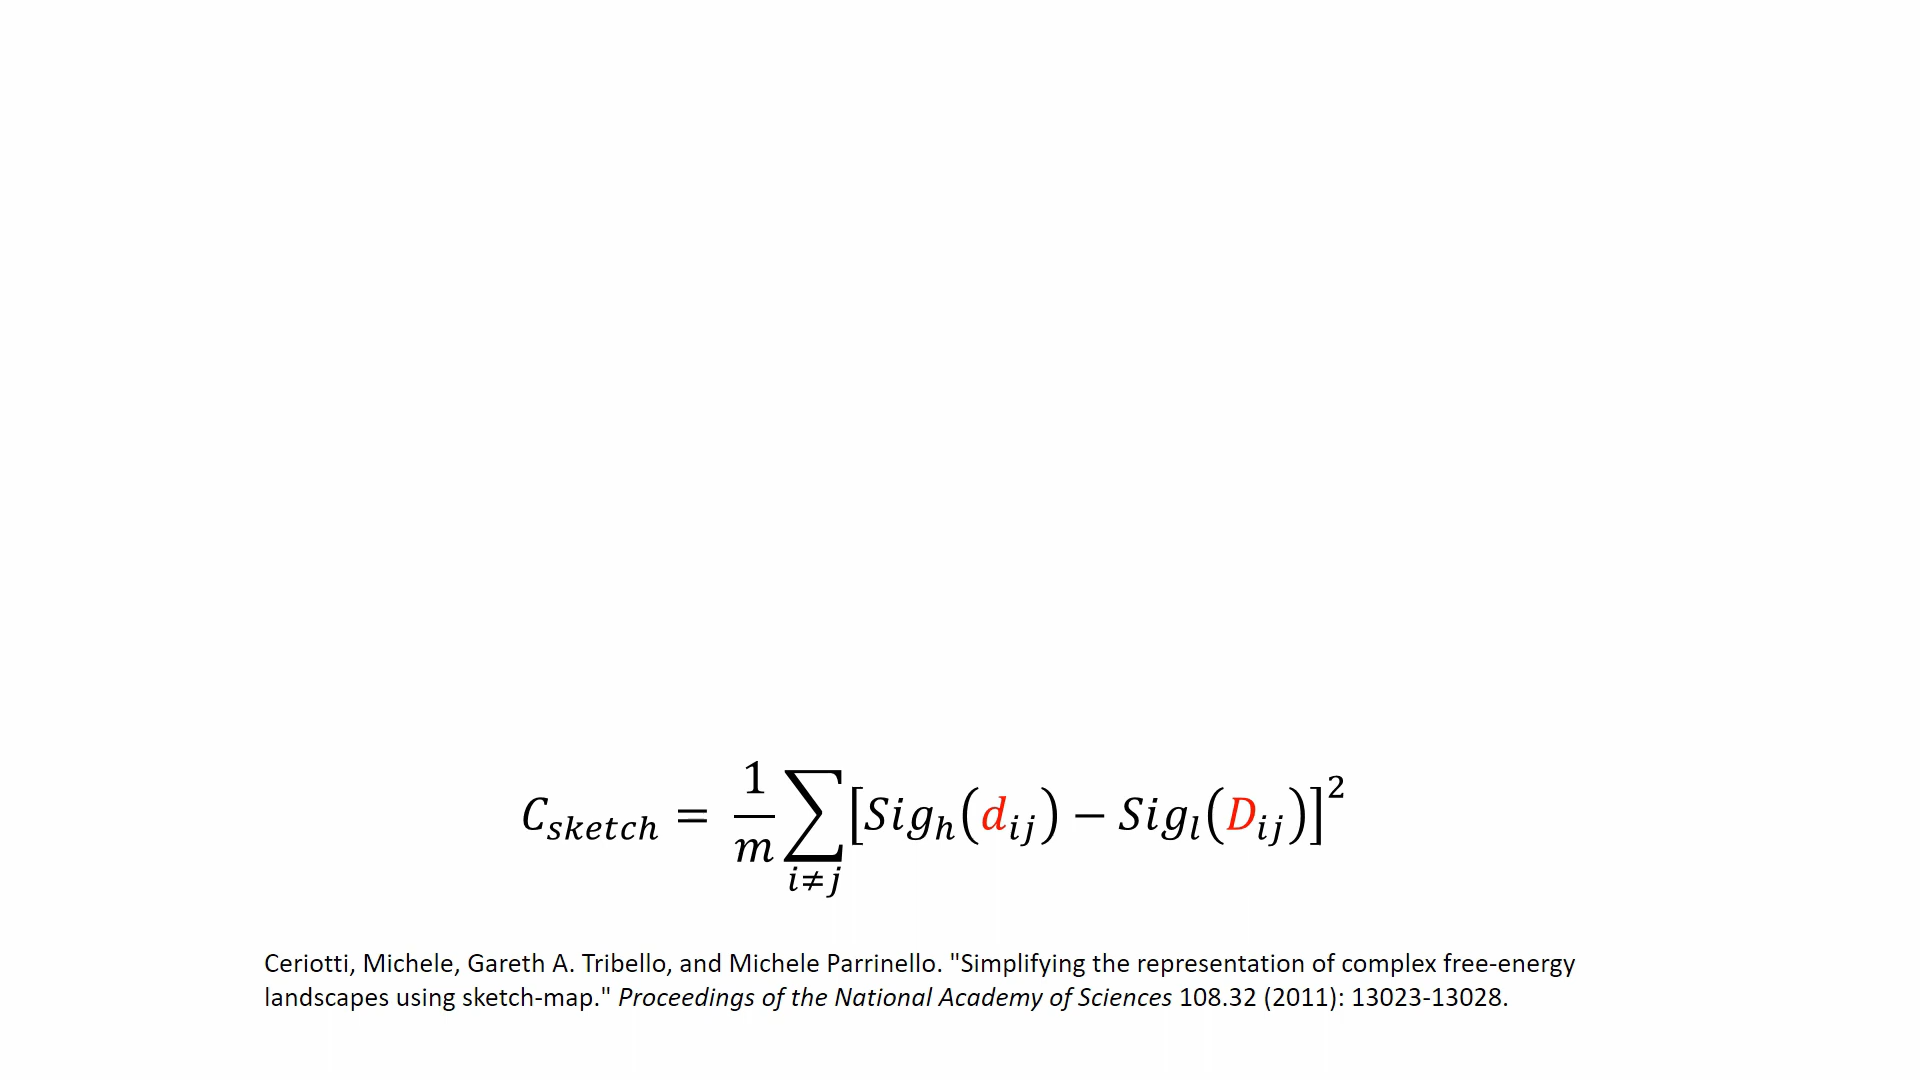 C_sketch = 1/m ∑_{i≠j} [Sig_h(d_ij) − Sig_l(D_ij)]²
Ceriotti, Michele, Gareth A. Tribello, and Michele Parrinello. "Simplifying the representation of complex free-energy
landscapes using sketch-map." Proceedings of the National Academy of Sciences 108.32 (2011): 13023-13028.